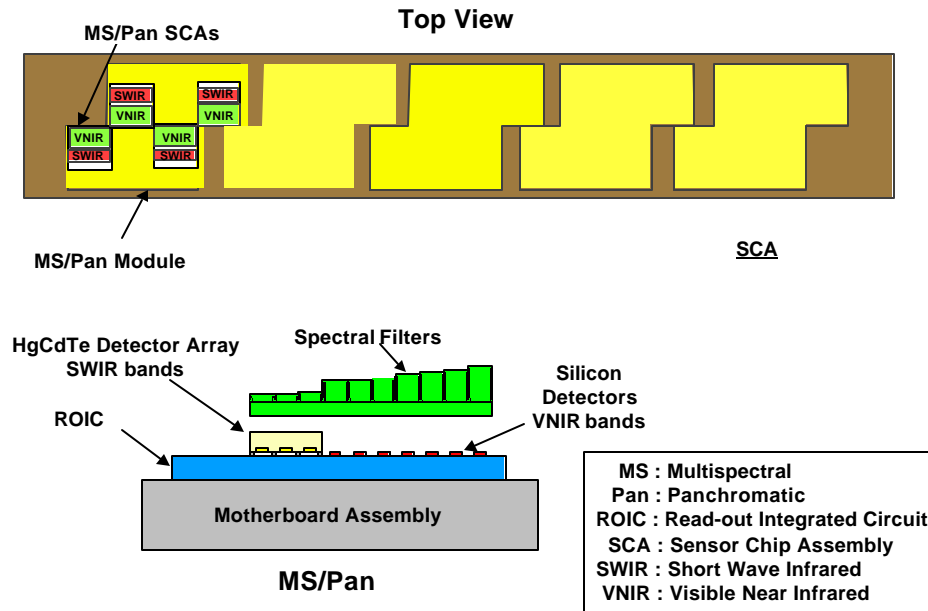 Top View
MS/Pan SCAs
SWIR
VNIR
SWIR
VNIR
VNIR
SWIR
VNIR
SWIR
MS/Pan Module
SCA
HgCdTe Detector Array
SWIR bands
Spectral Filters
Silicon
Detectors
VNIR bands
ROIC
Motherboard Assembly
MS/Pan
MS : Multispectral
Pan : Panchromatic
ROIC : Read-out Integrated Circuit
SCA : Sensor Chip Assembly
SWIR : Short Wave Infrared
VNIR : Visible Near Infrared